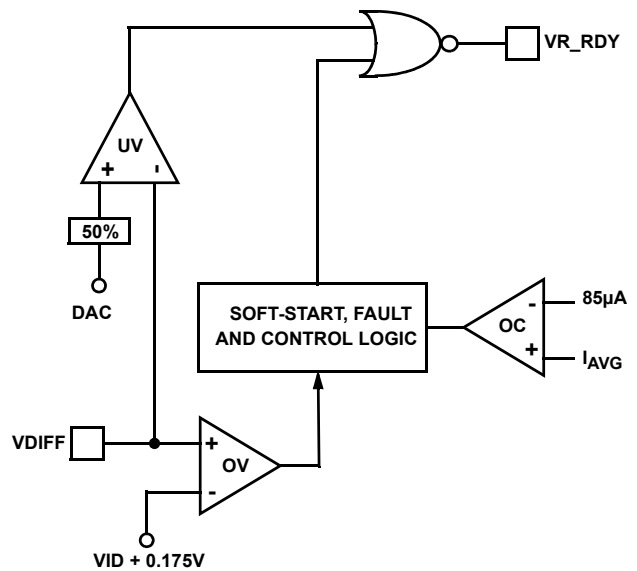 VR_RDY
UV
+ -
50%
DAC
SOFT-START, FAULT
AND CONTROL LOGIC
- 85µA
OC
+ IAVG
VDIFF
+
OV
-
VID + 0.175V